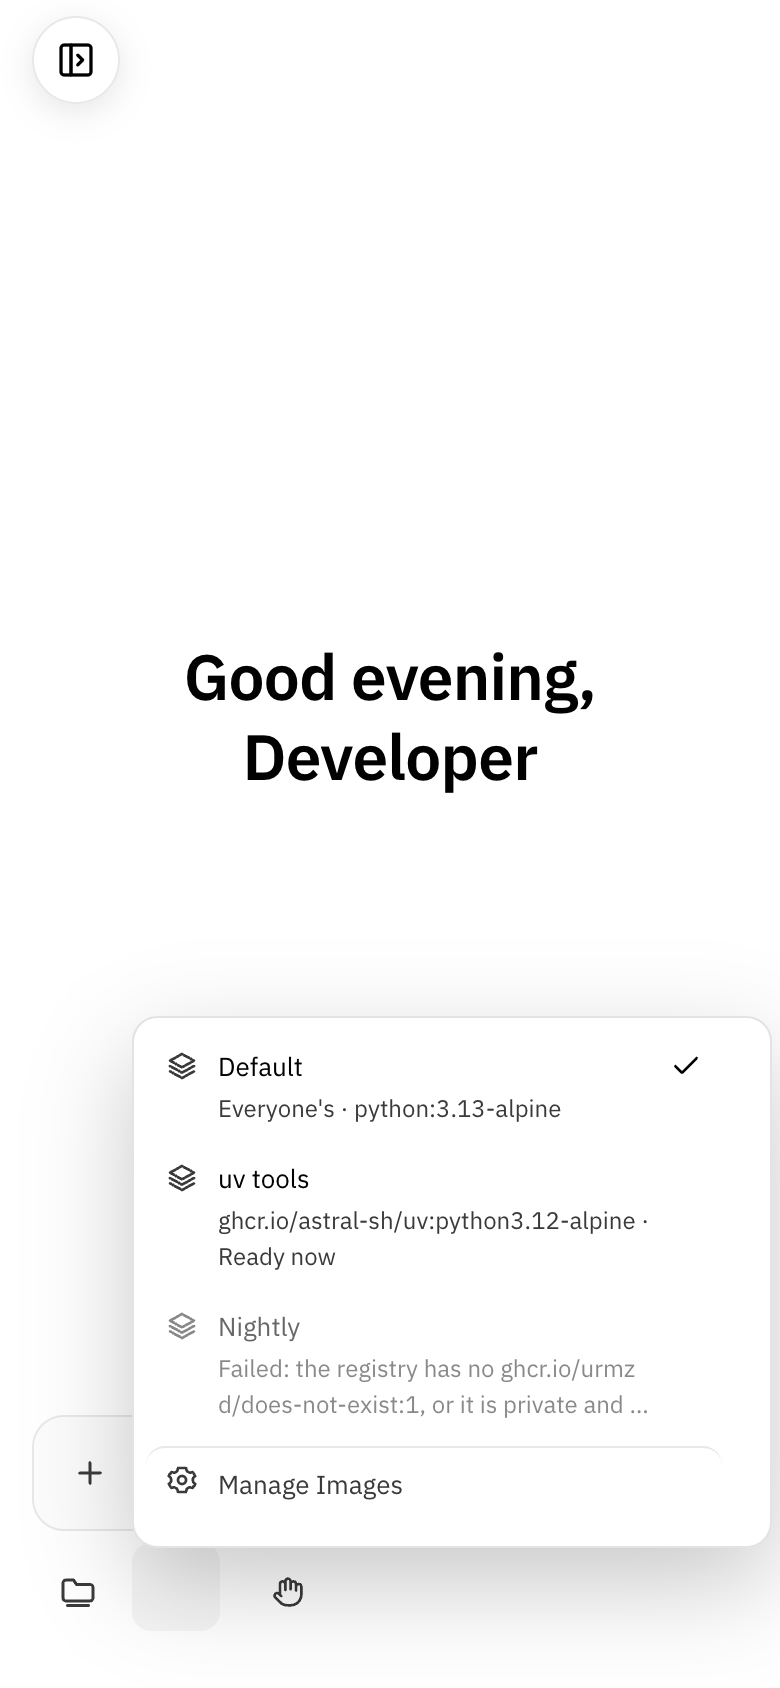 Good evening,
Developer
Default
Everyone's · python:3.13-alpine
uv tools
ghcr.io/astral-sh/uv:python3.12-alpine ·
Ready now
Nightly
Failed: the registry has no ghcr.io/urmz
d/does-not-exist:1, or it is private and ...
Manage Images